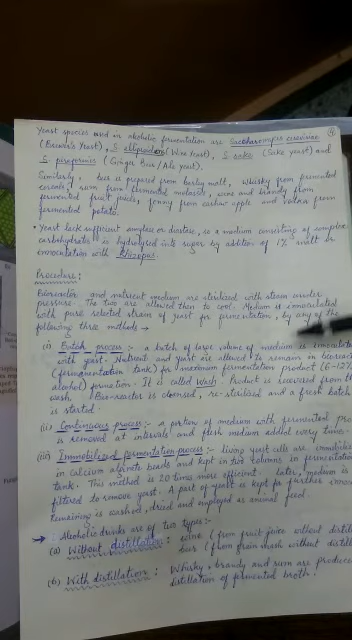 Yeast species used in alcoholic fermentation are Saccharomyces cerevisiae
(Brewer's Yeast), S. ellipsoidens (Wine Yeast), S. sake (Sake yeast) and
S. pireformis (Ginger Beer / Ale yeast).
Similarly, beer is prepared from barley malt, whisky from fermented
cereals, rum from fermented molasses, wine and brandy from
fermented fruit juices, fenny from cashew apple and vodka from
fermented potato.
• Yeast lack sufficient amylase or diastase, so a medium consisting of complex
carbohydrates is hydrolysed into sugar by addition of 1% malt or
inoculation with Rhizopus.
Procedure:
Bioreactor and nutrient medium are sterilized with steam under
pressure. The two are allowed then to cool. Medium is inoculated
with pure selected strain of yeast for fermentation, by any of the
following three methods →
(i) Batch process:- a batch of large volume of medium is inoculate
with yeast. Nutrient and yeast are allowed to remain in bioreac
(fermentation tank) for maximum fermentation product (6-12%
alcohol) formation. It is called Wash. Product is recovered from th
wash. Bio-reactor is cleansed, re-sterilised and a fresh batch
is started.
(ii) Continuous process:- a portion of medium with fermented pro
is removed at intervals and fresh medium added every time.
(iii) Immobilized fermentation process:- living yeast cells are immobilise
in calcium alginate beads and kept in columns in fermentation
tank. This method is 20 times more efficient. Later, medium is
filtered to remove yeast. A part of yeast is kept for further inocu
remaining is washed, dried and employed as animal feed.
→ Alcoholic drinks are of two types:-
(a) Without distillation: wine (from fruit juice without distill
beer (from grain mash without distill
(b) With distillation: Whisky, brandy and rum are produce
distillation of fermented broth.